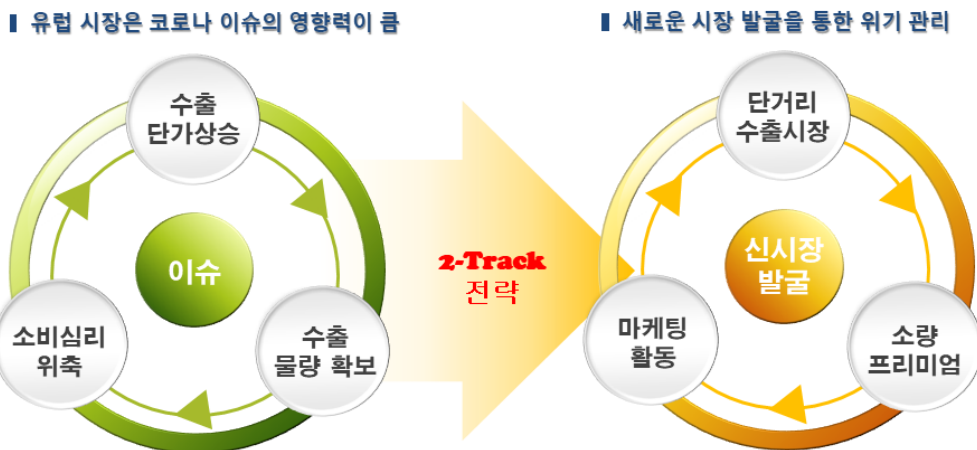 유럽 시장은 코로나 이슈의 영향력이 큼
수출
단가상승
이슈
소비심리
위축
수출
물량 확보
2-Track
전략
새로운 시장 발굴을 통한 위기 관리
단거리
수출시장
신시장
발굴
마케팅
활동
소량
프리미엄